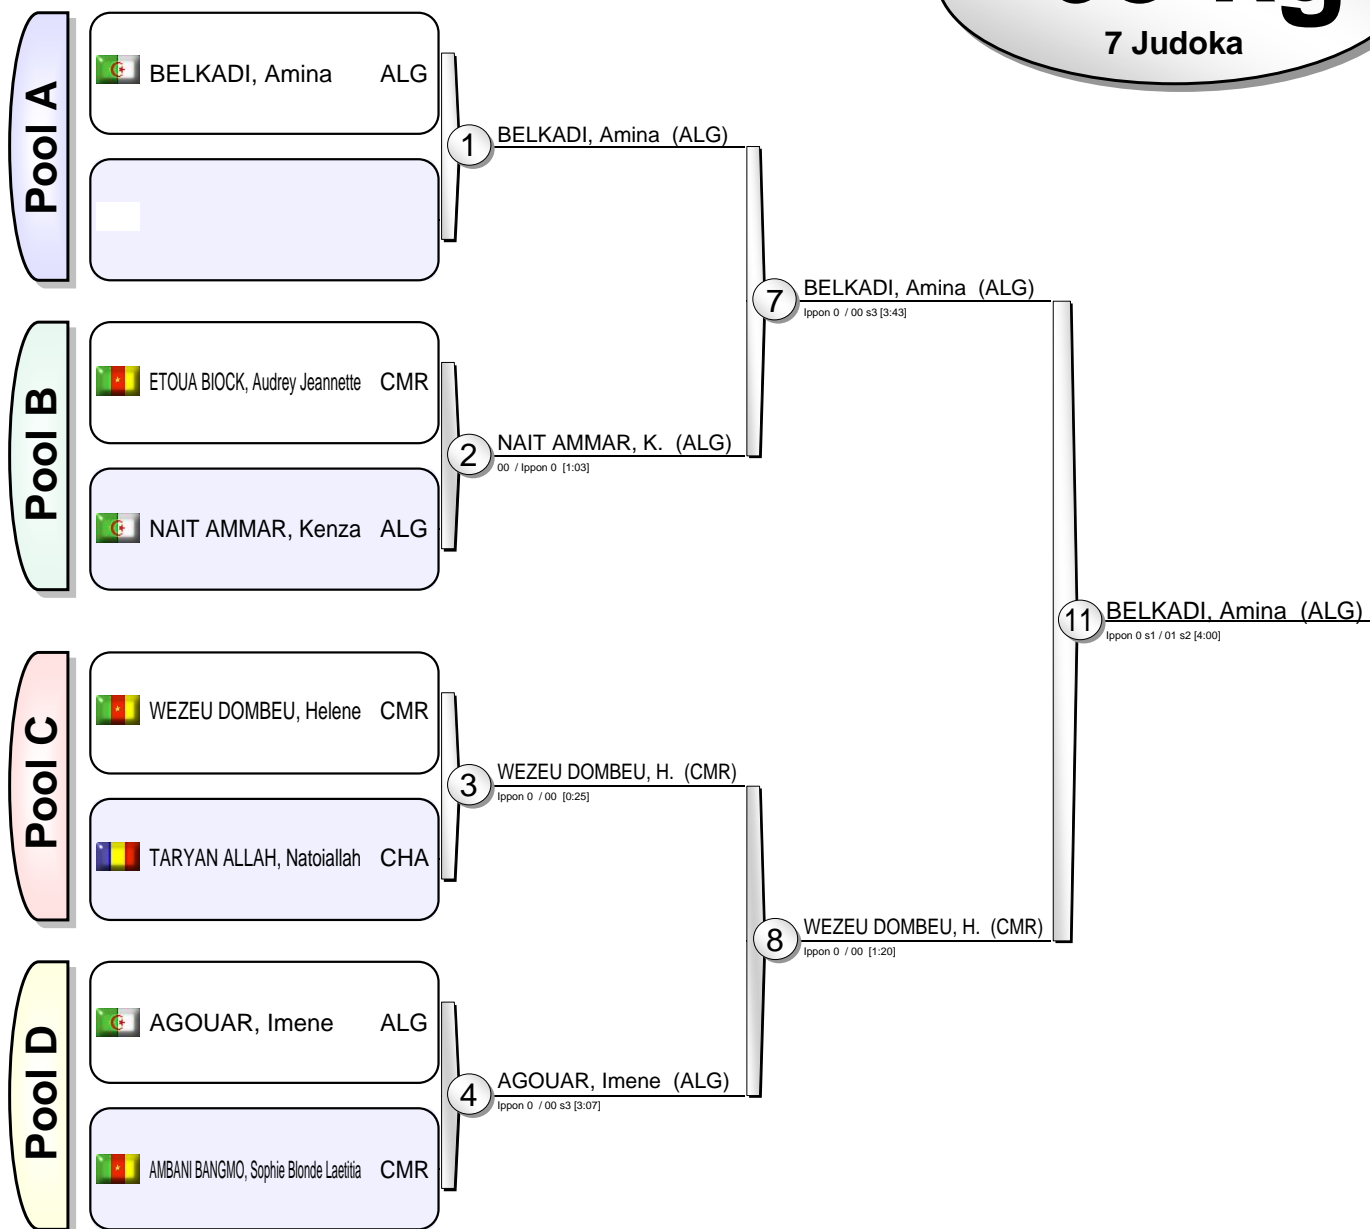 7 Judoka
Pool A
BELKADI, Amina ALG
1 BELKADI, Amina (ALG)
7 BELKADI, Amina (ALG)
Ippon 0 / 00 s3 [3:43]
Pool B
ETOUA BIOCK, Audrey Jeannette CMR
2 NAIT AMMAR, K. (ALG)
00 / Ippon 0 [1:03]
NAIT AMMAR, Kenza ALG
11 BELKADI, Amina (ALG)
Ippon 0 s1 / 01 s2 [4:00]
Pool C
WEZEU DOMBEU, Helene CMR
3 WEZEU DOMBEU, H. (CMR)
Ippon 0 / 00 [0:25]
TARYAN ALLAH, Natoiallah CHA
8 WEZEU DOMBEU, H. (CMR)
Ippon 0 / 00 [1:20]
Pool D
AGOUAR, Imene ALG
4 AGOUAR, Imene (ALG)
Ippon 0 / 00 s3 [3:07]
AMBANI BANGMO, Sophie Blonde Laetitia CMR